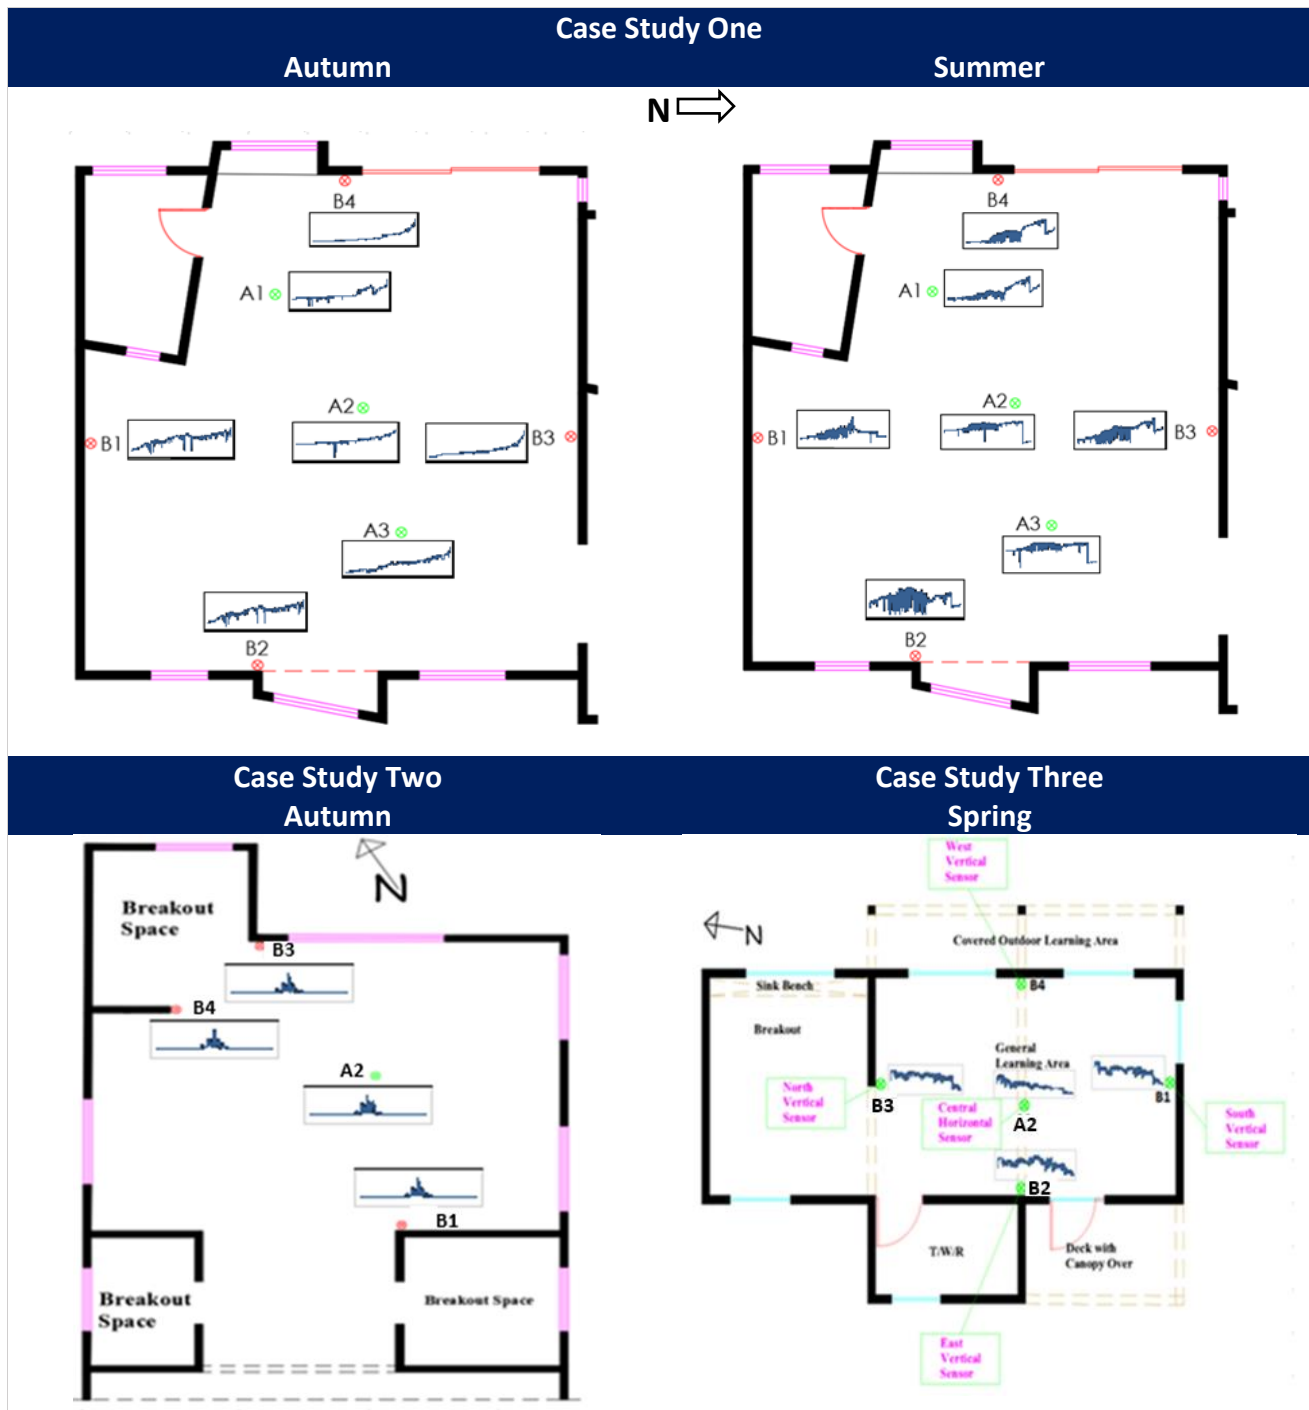 Case Study One
Autumn
Summer
N
B4
A1
A2
B1
B3
A3
B2
B4
A1
A2
B1
B3
A3
B2
Case Study Two
Autumn
Case Study Three
Spring
N
Breakout
Space
B3
B4
A2
B1
Breakout
Space
Breakout Space
West
Vertical
Sensor
N
Covered Outdoor Learning Area
Sink Bench
B4
Breakout
General
Learning Area
North
Vertical
Sensor
B3
Central
Horizontal
Sensor
A2
B1
South
Vertical
Sensor
B2
T/W/R
Deck with
Canopy Over
East
Vertical
Sensor